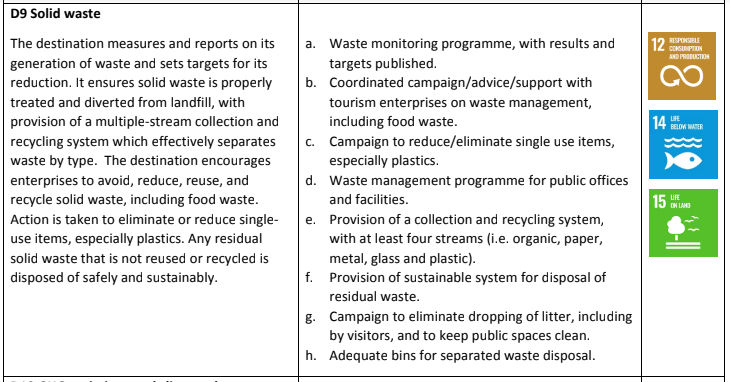 D9 Solid waste
The destination measures and reports on its
generation of waste and sets targets for its
reduction. It ensures solid waste is properly
treated and diverted from landfill, with
provision of a multiple-stream collection and
recycling system which effectively separates
waste by type.  The destination encourages
enterprises to avoid, reduce, reuse, and
recycle solid waste, including food waste.
Action is taken to eliminate or reduce single-
use items, especially plastics. Any residual
solid waste that is not reused or recycled is
disposed of safely and sustainably.
a. Waste monitoring programme, with results and
targets published.
b. Coordinated campaign/advice/support with
tourism enterprises on waste management,
including food waste.
c. Campaign to reduce/eliminate single use items,
especially plastics.
d. Waste management programme for public offices
and facilities.
e. Provision of a collection and recycling system,
with at least four streams (i.e. organic, paper,
metal, glass and plastic).
f. Provision of sustainable system for disposal of
residual waste.
g. Campaign to eliminate dropping of litter, including
by visitors, and to keep public spaces clean.
h. Adequate bins for separated waste disposal.
12 RESPONSIBLE
CONSUMPTION
AND PRODUCTION
14 LIFE
BELOW WATER
15 LIFE
ON LAND